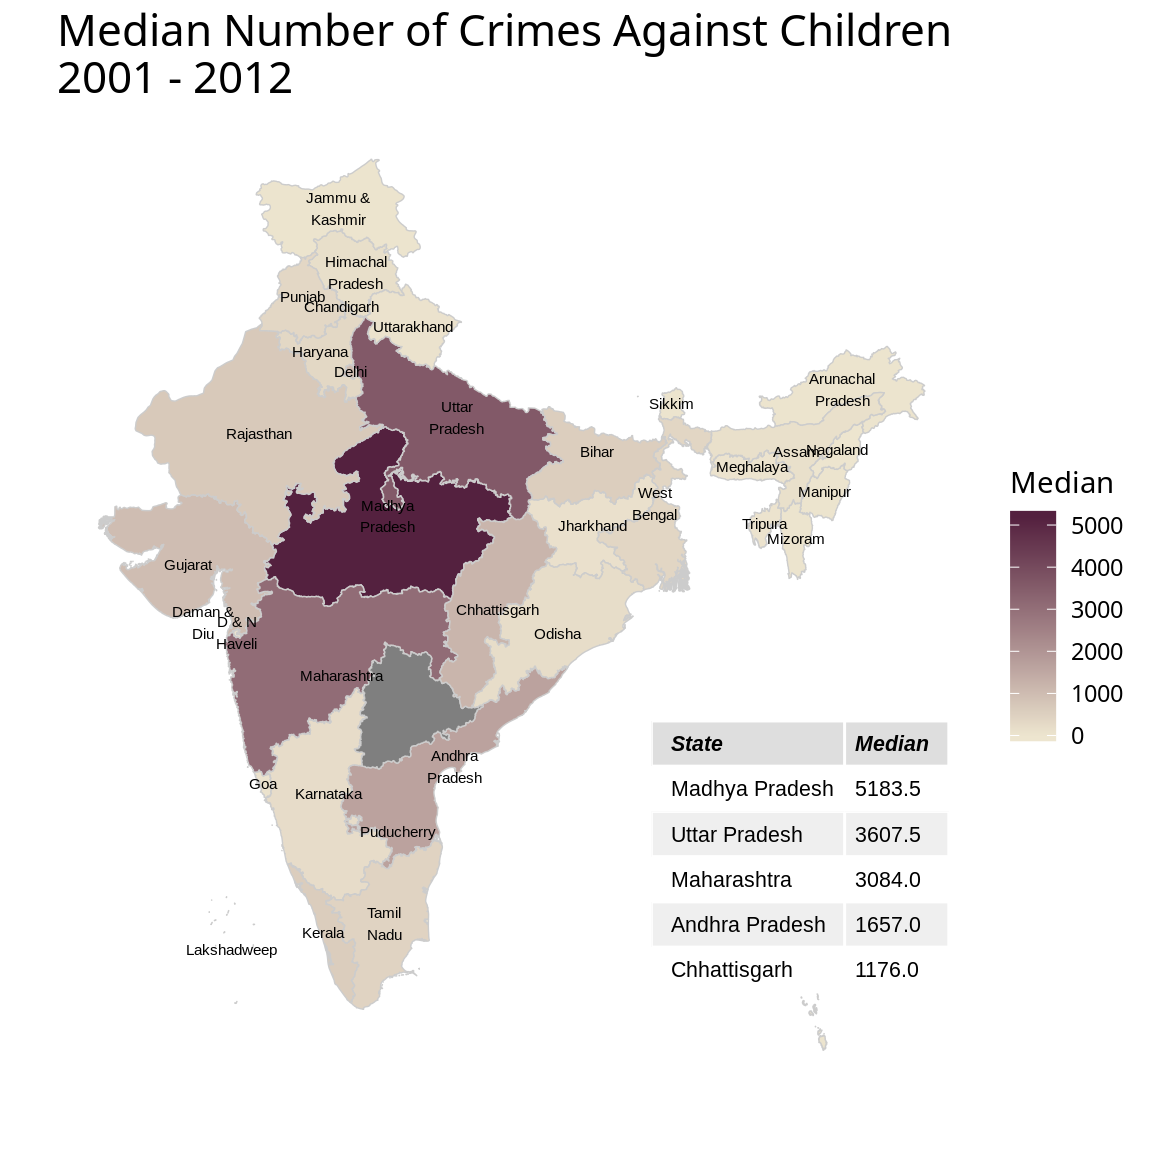 Median Number of Crimes Against Children
2001 - 2012
Jammu &
Kashmir
Himachal
Pradesh
Punjab
Chandigarh
Uttarakhand
Haryana
Delhi
Arunachal
Pradesh
Sikkim
Uttar
Pradesh
Rajasthan
Bihar
Assam
Nagaland
Meghalaya
Manipur
West
Bengal
Madhya
Pradesh
Jharkhand
Tripura
Mizoram
Gujarat
Daman &
Diu
D & N
Haveli
Chhattisgarh
Odisha
Maharashtra
Andhra
Pradesh
Goa
Karnataka
Puducherry
Tamil
Nadu
Kerala
Lakshadweep
Median
5000
4000
3000
2000
1000
0
State Median
Madhya Pradesh 5183.5
Uttar Pradesh 3607.5
Maharashtra 3084.0
Andhra Pradesh 1657.0
Chhattisgarh 1176.0